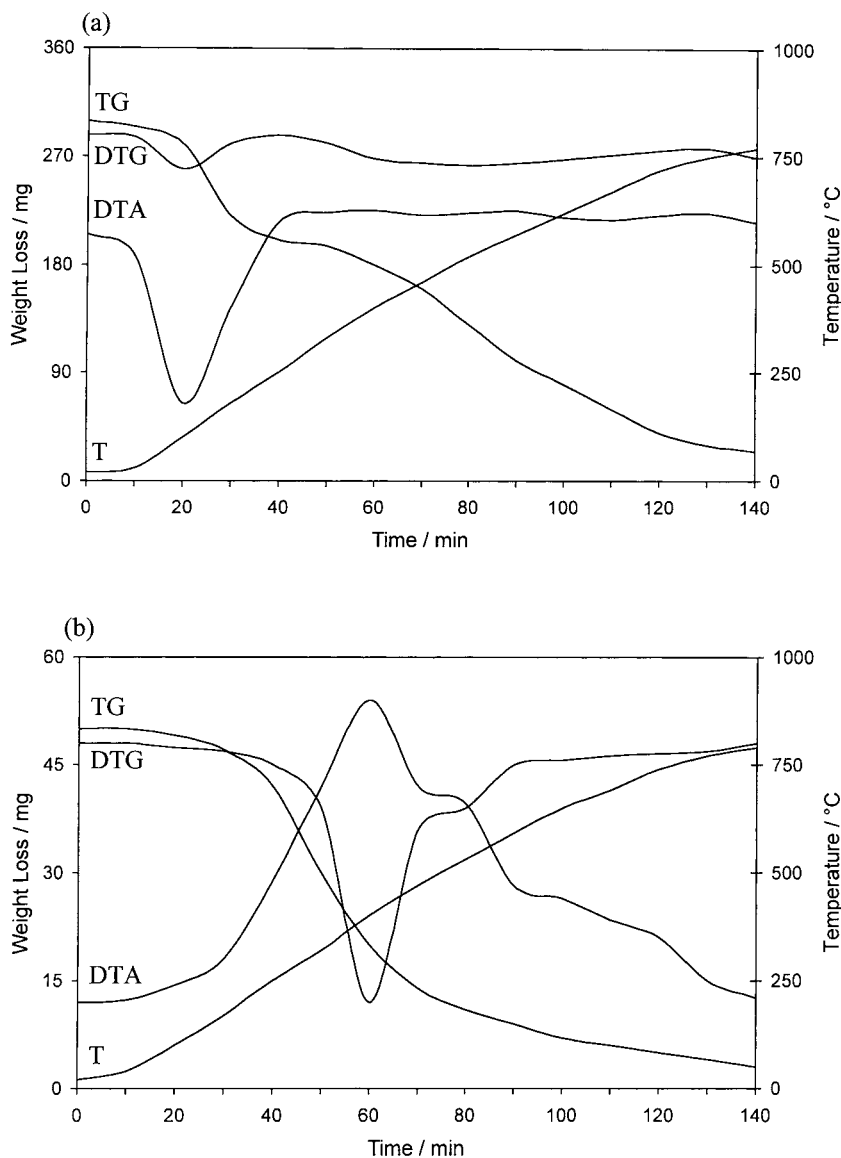 (a)
360
270
180
90
0
Weight Loss / mg
TG
DTG
DTA
T
1000
750
500
250
0
Temperature / °C
0 20 40 60 80 100 120 140
Time / min
(b)
60
45
30
15
0
Weight Loss / mg
TG
DTG
DTA
T
1000
750
500
250
0
Temperature / °C
0 20 40 60 80 100 120 140
Time / min